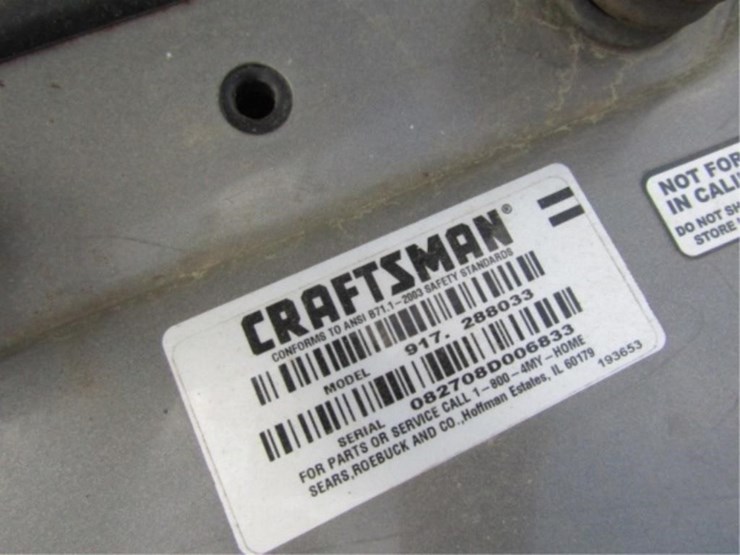 CRAFTSMAN®
CONFORMS TO ANSI B71.1-2003 SAFETY STANDARDS
MODEL 917. 288033
SERIAL 082708D006833
FOR PARTS OR SERVICE CALL 1-800-4MY-HOME
SEARS,ROEBUCK AND CO.,Hoffman Estates, IL 60179
193653
NOT FOR
IN CALI
DO NOT SH
STORE